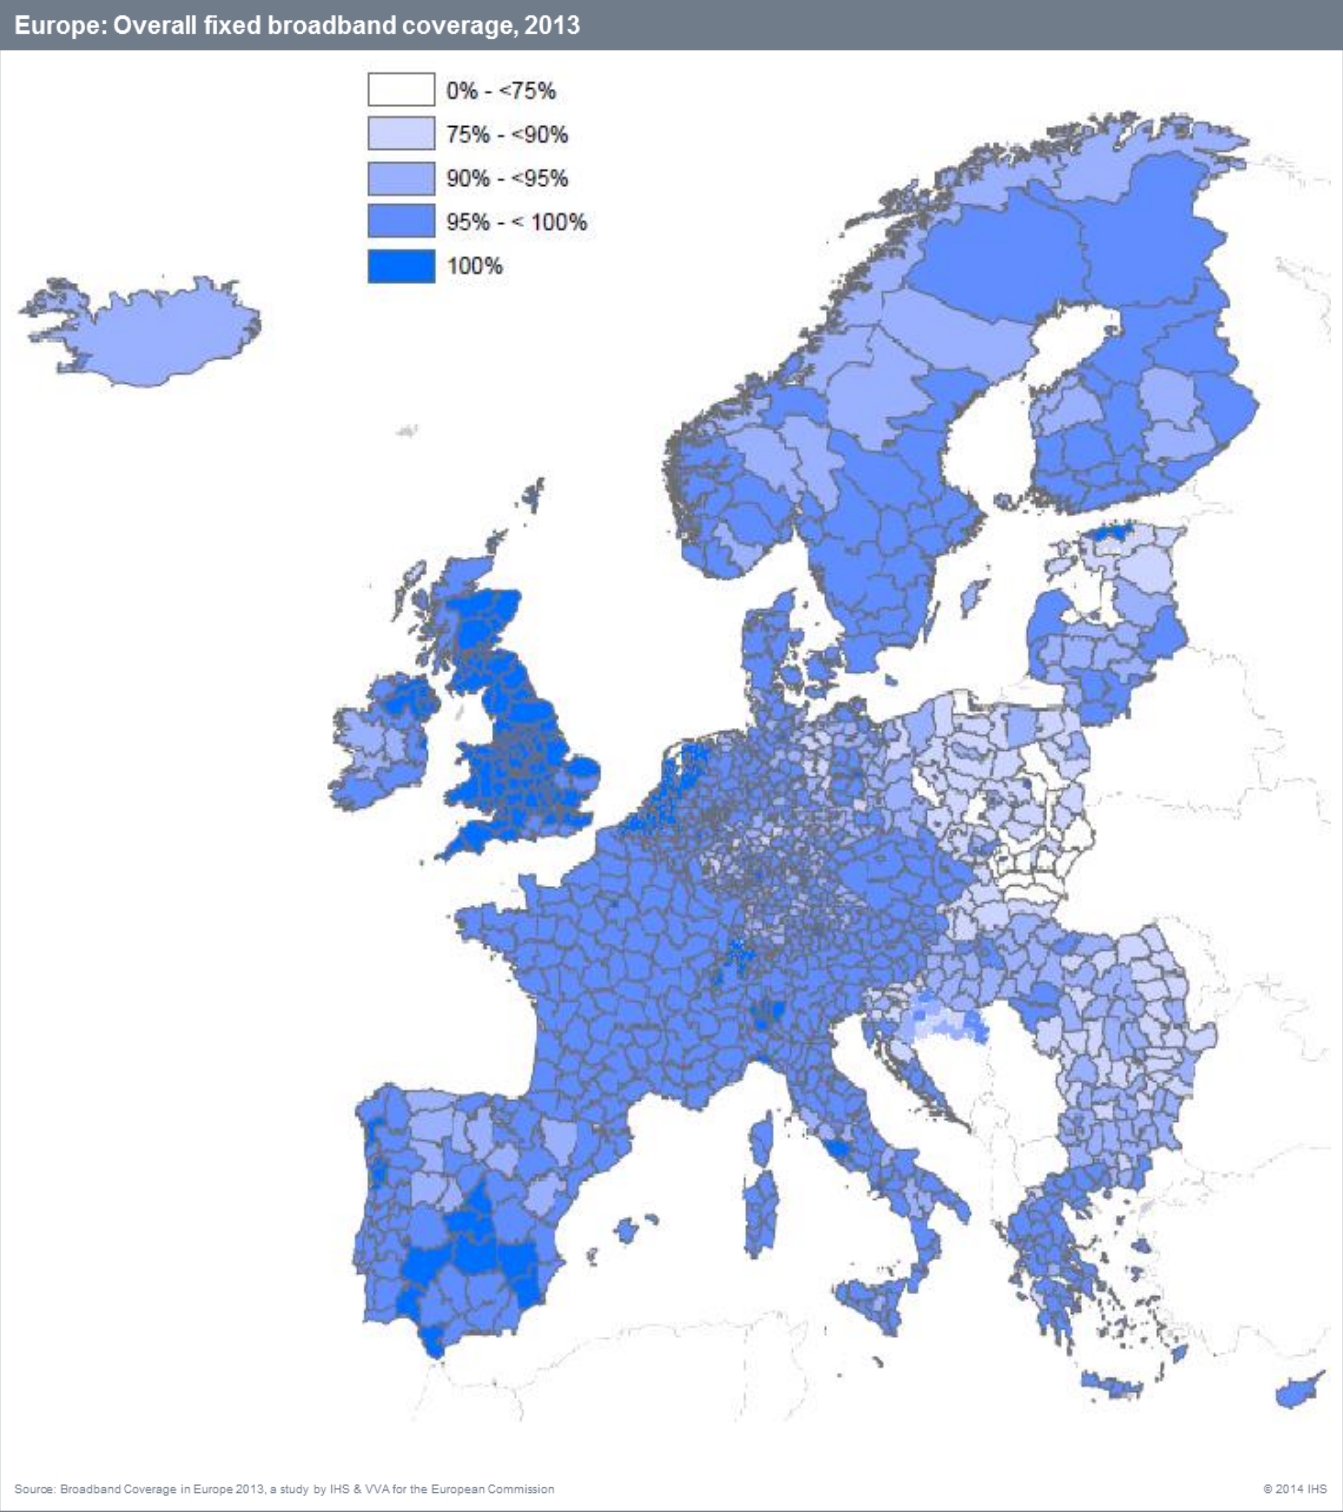 Europe: Overall fixed broadband coverage, 2013
0% - <75%
75% - <90%
90% - <95%
95% - < 100%
100%
Source: Broadband Coverage in Europe 2013, a study by IHS & VVA for the European Commission
© 2014 IHS